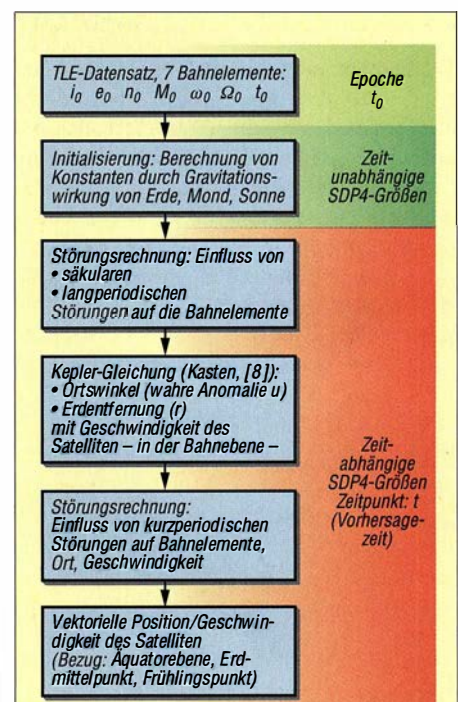 TLE-Datensatz, 7 Bahnelemente:
i₀ e₀ n₀ M₀ ω₀ Ω₀ t₀
Epoche
t₀
Initialisierung: Berechnung von
Konstanten durch Gravitations-
wirkung von Erde, Mond, Sonne
Zeit-
unabhängige
SDP4-Größen
Störungsrechnung: Einfluss von
• säkularen
• langperiodischen
Störungen auf die Bahnelemente
Kepler-Gleichung (Kasten, [8]):
• Ortswinkel (wahre Anomalie u)
• Erdentfernung (r)
mit Geschwindigkeit des
Satelliten – in der Bahnebene –
Zeit-
abhängige
SDP4-Größen
Zeitpunkt: t
(Vorhersage-
zeit)
Störungsrechnung:
Einfluss von kurzperiodischen
Störungen auf Bahnelemente,
Ort, Geschwindigkeit
Vektorielle Position/Geschwin-
digkeit des Satelliten
(Bezug: Äquatorebene, Erd-
mittelpunkt, Frühlingspunkt)